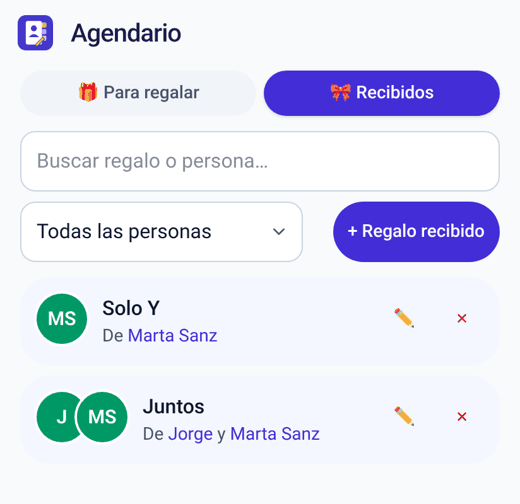 Agendario
Para regalar
Recibidos
Buscar regalo o persona...
Todas las personas
+ Regalo recibido
MS
Solo Y
De Marta Sanz
J
MS
Juntos
De Jorge y Marta Sanz